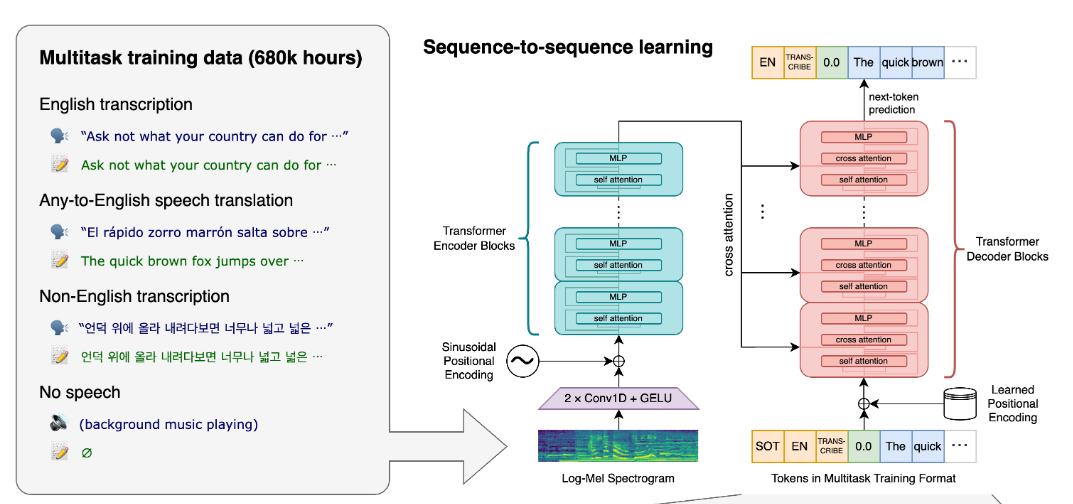 Multitask training data (680k hours)
English transcription
“Ask not what your country can do for ⋯”
Ask not what your country can do for ⋯
Any-to-English speech translation
“El rápido zorro marrón salta sobre ⋯”
The quick brown fox jumps over ⋯
Non-English transcription
“언덕 위에 올라 내려다보면 너무나 넓고 넓은 ⋯”
언덕 위에 올라 내려다보면 너무나 넓고 넓은 ⋯
No speech
(background music playing)
∅
Sequence-to-sequence learning
EN TRANS-CRIBE 0.0 The quick brown ⋯
next-token
prediction
MLP
self attention
⋯
MLP
self attention
MLP
self attention
Transformer
Encoder Blocks
Sinusoidal
Positional
Encoding
~
2 × Conv1D + GELU
Log-Mel Spectrogram
cross attention
⋯
MLP
cross attention
self attention
⋯
MLP
cross attention
self attention
MLP
cross attention
self attention
Transformer
Decoder Blocks
Learned
Positional
Encoding
SOT EN TRANS-CRIBE 0.0 The quick ⋯
Tokens in Multitask Training Format